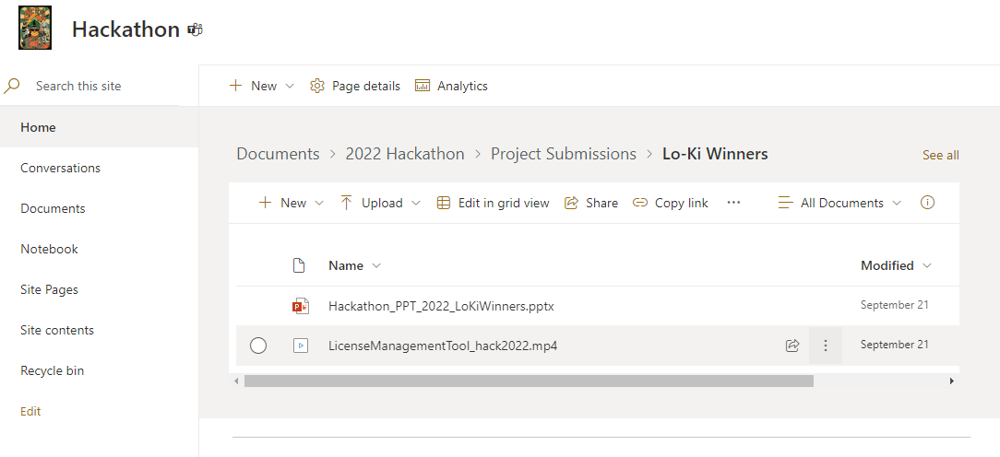 Hackathon
Search this site
New Page details Analytics
Home
Conversations
Documents
Notebook
Site Pages
Site contents
Recycle bin
Edit
Documents > 2022 Hackathon > Project Submissions > Lo-Ki Winners
See all
New Upload Edit in grid view Share Copy link ··· All Documents
Name Modified
Hackathon_PPT_2022_LoKiWinners.pptx September 21
LicenseManagementTool_hack2022.mp4 September 21